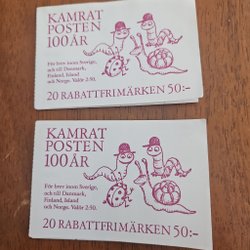 KAMRAT
POSTEN
100 ÅR
För brev inom Sverige,
och till Danmark,
Finland, Island
och Norge. Valör 2:50.
20 RABATTFRIMÄRKEN 50:–
KAMRAT
POSTEN
100 ÅR
För brev inom Sverige,
och till Danmark,
Finland, Island
och Norge. Valör 2:50.
20 RABATTFRIMÄRKEN 50:–